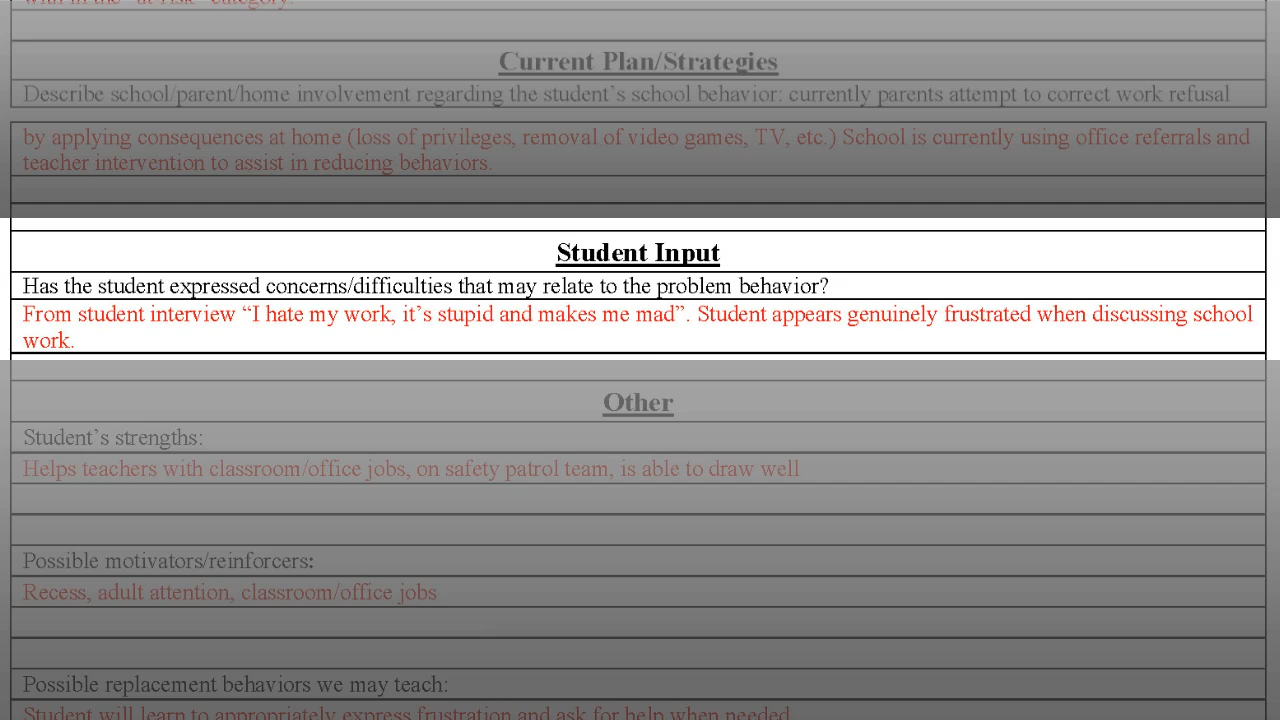 with in the "at risk" category.
Current Plan/Strategies
Describe school/parent/home involvement regarding the student's school behavior: currently parents attempt to correct work refusal
by applying consequences at home (loss of privileges, removal of video games, TV, etc.) School is currently using office referrals and
teacher intervention to assist in reducing behaviors.
Student Input
Has the student expressed concerns/difficulties that may relate to the problem behavior?
From student interview “I hate my work, it’s stupid and makes me mad”. Student appears genuinely frustrated when discussing school
work.
Other
Student’s strengths:
Helps teachers with classroom/office jobs, on safety patrol team, is able to draw well
Possible motivators/reinforcers:
Recess, adult attention, classroom/office jobs
Possible replacement behaviors we may teach:
Student will learn to appropriately express frustration and ask for help when needed